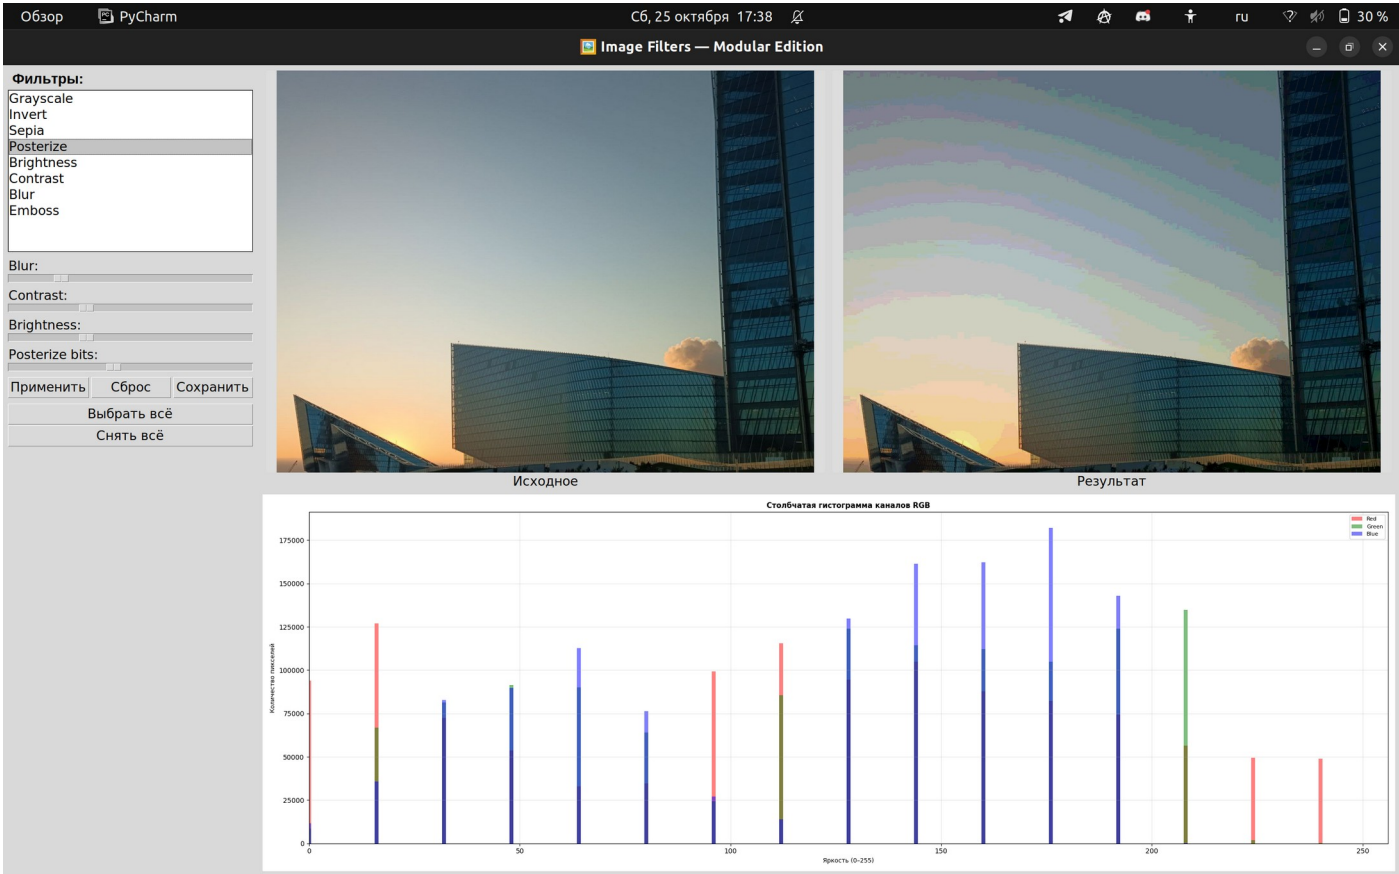 Обзор PyCharm Сб, 25 октября 17:38 ru 30 %
Image Filters — Modular Edition
Фильтры:
Grayscale
Invert
Sepia
Posterize
Brightness
Contrast
Blur
Emboss
Blur:
Contrast:
Brightness:
Posterize bits:
Применить Сброс Сохранить
Выбрать всё
Снять всё
Исходное Результат
Столбчатая гистограмма каналов RGB
Red
Green
Blue
175000
150000
125000
100000
75000
50000
25000
0
Количество пикселей
0 50 100 150 200 250
Яркость (0–255)